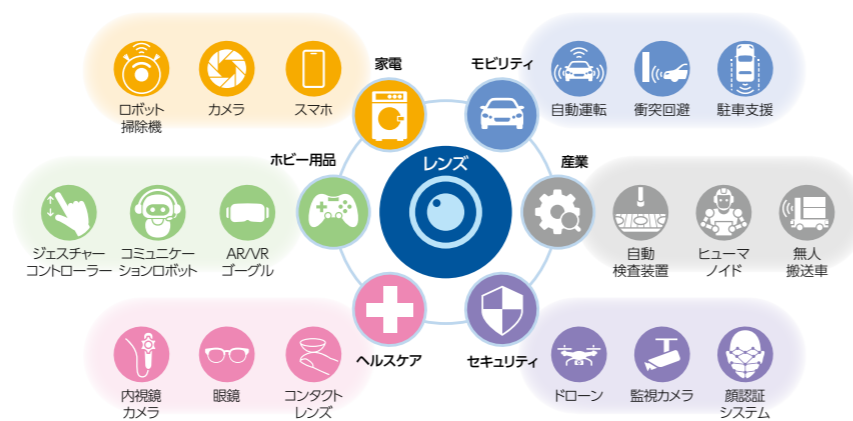 家電
モビリティ
ロボット
掃除機
カメラ
スマホ
自動運転
衝突回避
駐車支援
ホビー用品
レンズ
産業
ジェスチャー
コントローラー
コミュニケー
ションロボット
AR/VR
ゴーグル
自動
検査装置
ヒューマ
ノイド
無人
搬送車
ヘルスケア
セキュリティ
内視鏡
カメラ
眼鏡
コンタクト
レンズ
ドローン
監視カメラ
顔認証
システム